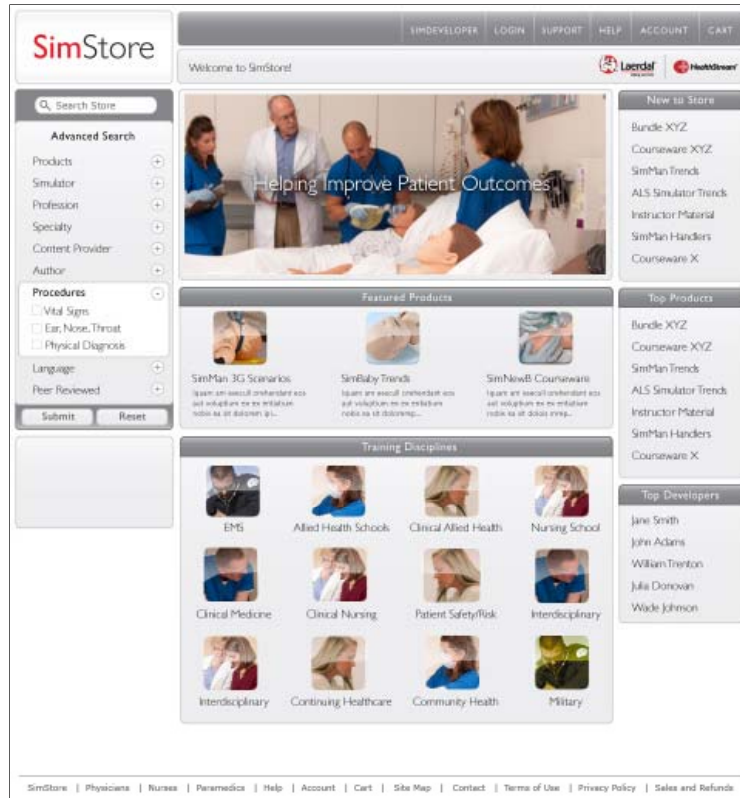 SimStore
SIMDEVELOPER LOGIN SUPPORT HELP ACCOUNT CART
Welcome to SimStore!
Laerdal
HealthStream
Search Store
Advanced Search
Products
Simulator
Profession
Specialty
Content Provider
Author
Procedures
Vital Signs
Ear, Nose, Throat
Physical Diagnosis
Language
Peer Reviewed
Submit Reset
Helping Improve Patient Outcomes
Featured Products
SimMan 3G Scenarios
SimBaby Trends
SimNewB Courseware
Training Disciplines
EMS Allied Health Schools Clinical Allied Health Nursing School
Clinical Medicine Clinical Nursing Patient Safety/Risk Interdisciplinary
Interdisciplinary Continuing Healthcare Community Health Military
New to Store
Bundle XYZ
Courseware XYZ
SimMan Trends
ALS Simulator Trends
Instructor Material
SimMan Handlers
Courseware X
Top Products
Bundle XYZ
Courseware XYZ
SimMan Trends
ALS Simulator Trends
Instructor Material
SimMan Handlers
Courseware X
Top Developers
Jane Smith
John Adams
William Trenton
Julia Donovan
Wade Johnson
SimStore | Physicians | Nurses | Paramedics | Help | Account | Cart | Site Map | Contact | Terms of Use | Privacy Policy | Sales and Refunds